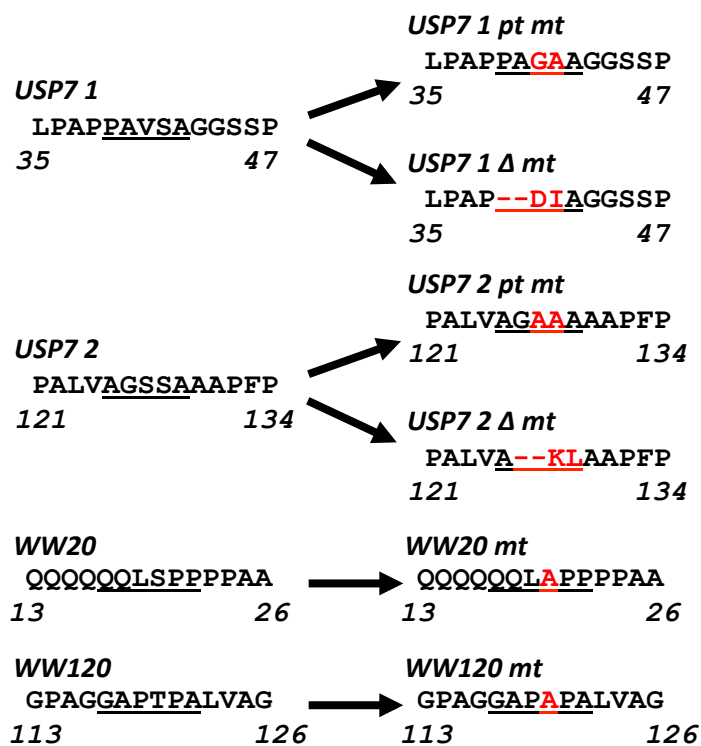 USP7 1 pt mt
LPAPPAGAAGGSSP
35 47
USP7 1
LPAPPAVSAGGSSP
35 47
USP7 1 Δ mt
LPAP--DIAGGSSP
35 47
USP7 2 pt mt
PALVAGAAAAAPFP
121 134
USP7 2
PALVAGSSAAAPFP
121 134
USP7 2 Δ mt
PALVA--KLAAPFP
121 134
WW20
QQQQQQLSPPPPAA
13 26
WW20 mt
QQQQQQLAPPPPAA
13 26
WW120
GPAGGAPTPALVAG
113 126
WW120 mt
GPAGGAPAPALVAG
113 126